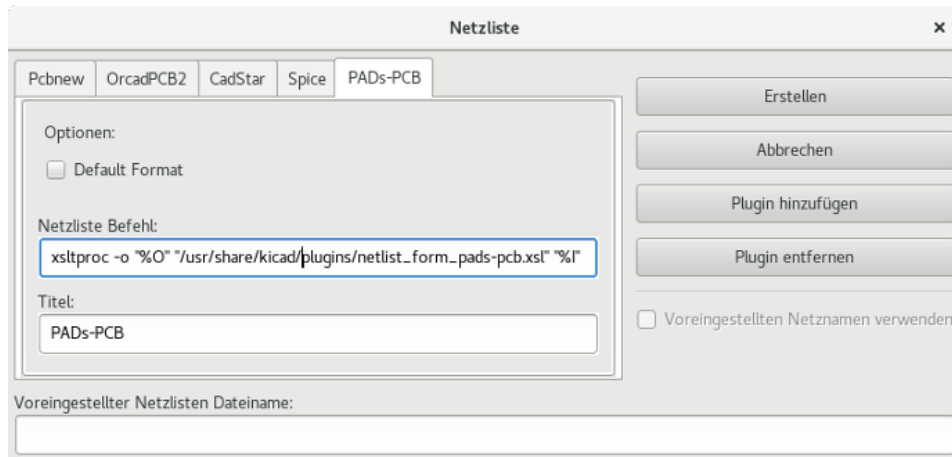 Netzliste
Pcbnew OrcadPCB2 CadStar Spice PADs-PCB
Optionen:
Default Format
Netzliste Befehl:
xsltproc -o "%O" "/usr/share/kicad/plugins/netlist_form_pads-pcb.xsl" "%I"
Titel:
PADs-PCB
Erstellen
Abbrechen
Plugin hinzufügen
Plugin entfernen
Voreingestellten Netznamen verwenden
Voreingestellter Netzlisten Dateiname: